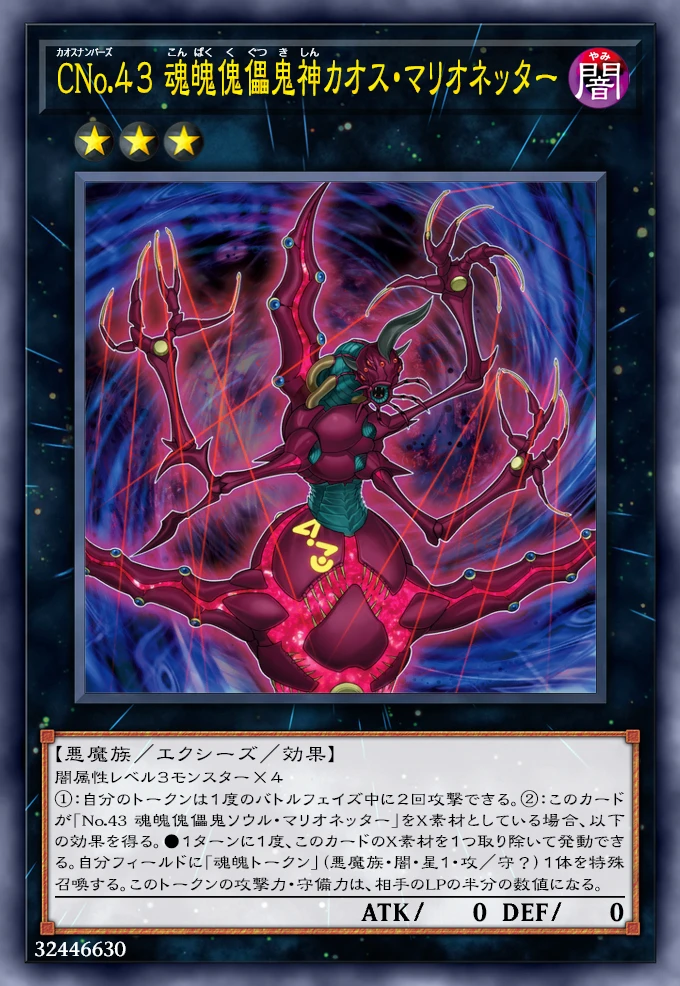 カオスナンバーズ こん ぱく く ぐつ き しん
CNo.43 魂魄傀儡鬼神カオス・マリオネッター
やみ
闇
43
【悪魔族／エクシーズ／効果】
闇属性レベル３モンスター×４
①：自分のトークンは１度のバトルフェイズ中に２回攻撃できる。②：このカード
が「No.43 魂魄傀儡鬼ソウル・マリオネッター」をX素材としている場合、以下
の効果を得る。●１ターンに１度、このカードのX素材を１つ取り除いて発動でき
る。自分フィールドに「魂魄トークン」（悪魔族・闇・星１・攻／守？）１体を特殊
召喚する。このトークンの攻撃力・守備力は、相手のLPの半分の数値になる。
ATK/ 0 DEF/ 0
32446630